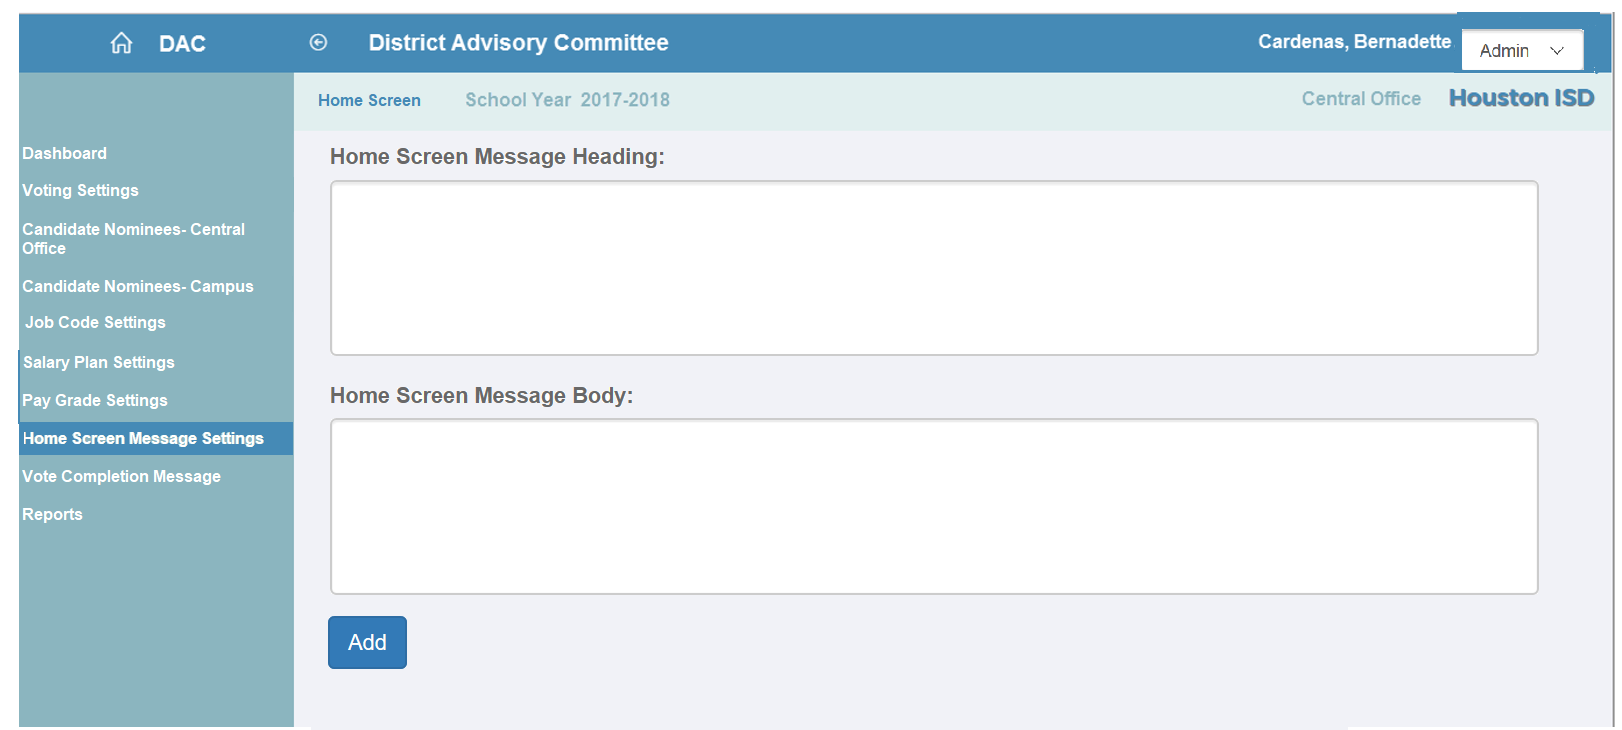 DAC
District Advisory Committee
Cardenas, Bernadette
Admin
Home Screen
School Year 2017-2018
Central Office
Houston ISD
Dashboard
Voting Settings
Candidate Nominees- Central
Office
Candidate Nominees- Campus
Job Code Settings
Salary Plan Settings
Pay Grade Settings
Home Screen Message Settings
Vote Completion Message
Reports
Home Screen Message Heading:
Home Screen Message Body:
Add